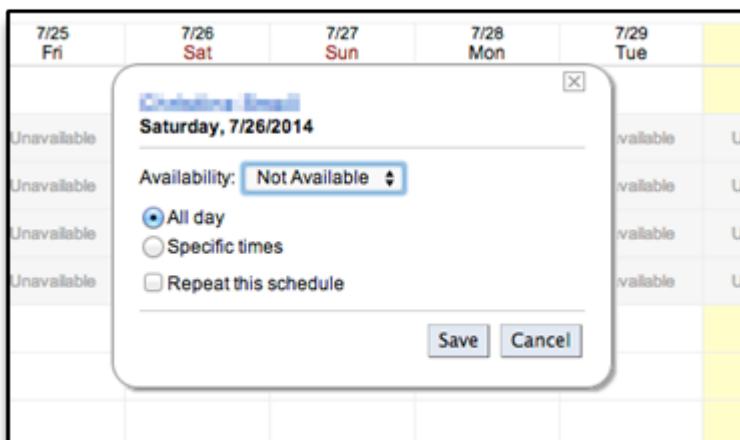 7/25 7/26 7/27 7/28 7/29
Fri Sat Sun Mon Tue
Saturday, 7/26/2014
Unavailable
Availability: Not Available
Unavailable
All day
Unavailable
Specific times
Unavailable
Repeat this schedule
Save Cancel